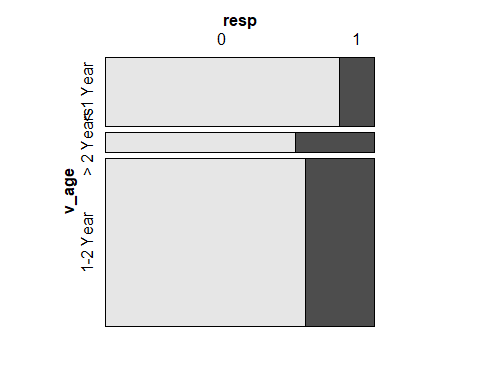 resp
0 1
v_age
< 1 Year
> 2 Years
1-2 Year